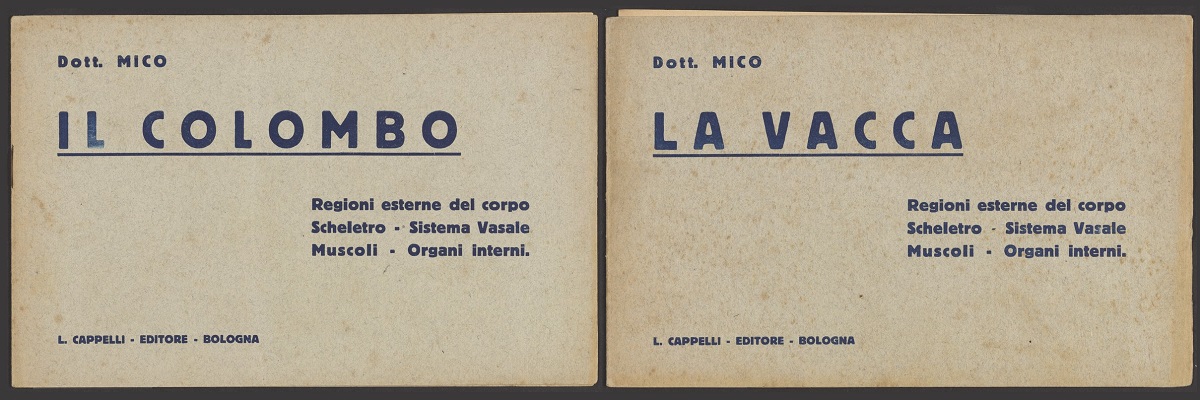 Dott. MICO
IL COLOMBO
Regioni esterne del corpo
Scheletro - Sistema Vasale
Muscoli - Organi interni.
L. CAPPELLI - EDITORE - BOLOGNA
Dott. MICO
LA VACCA
Regioni esterne del corpo
Scheletro - Sistema Vasale
Muscoli - Organi interni.
L. CAPPELLI - EDITORE - BOLOGNA